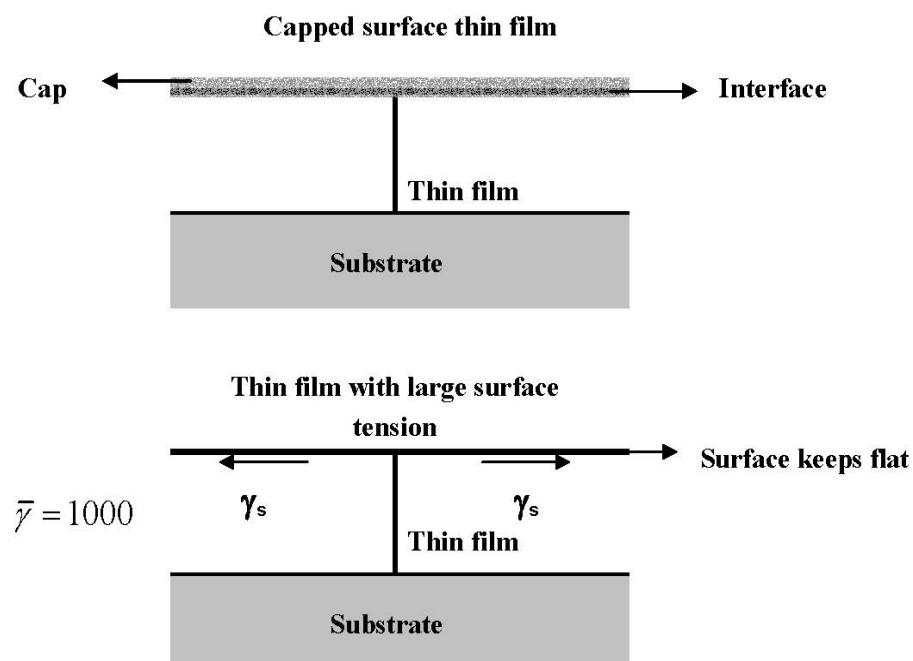 Capped surface thin film
Cap
Interface
Thin film
Substrate
Thin film with large surface
tension
Surface keeps flat
γs
γs
γ̅ = 1000
Thin film
Substrate